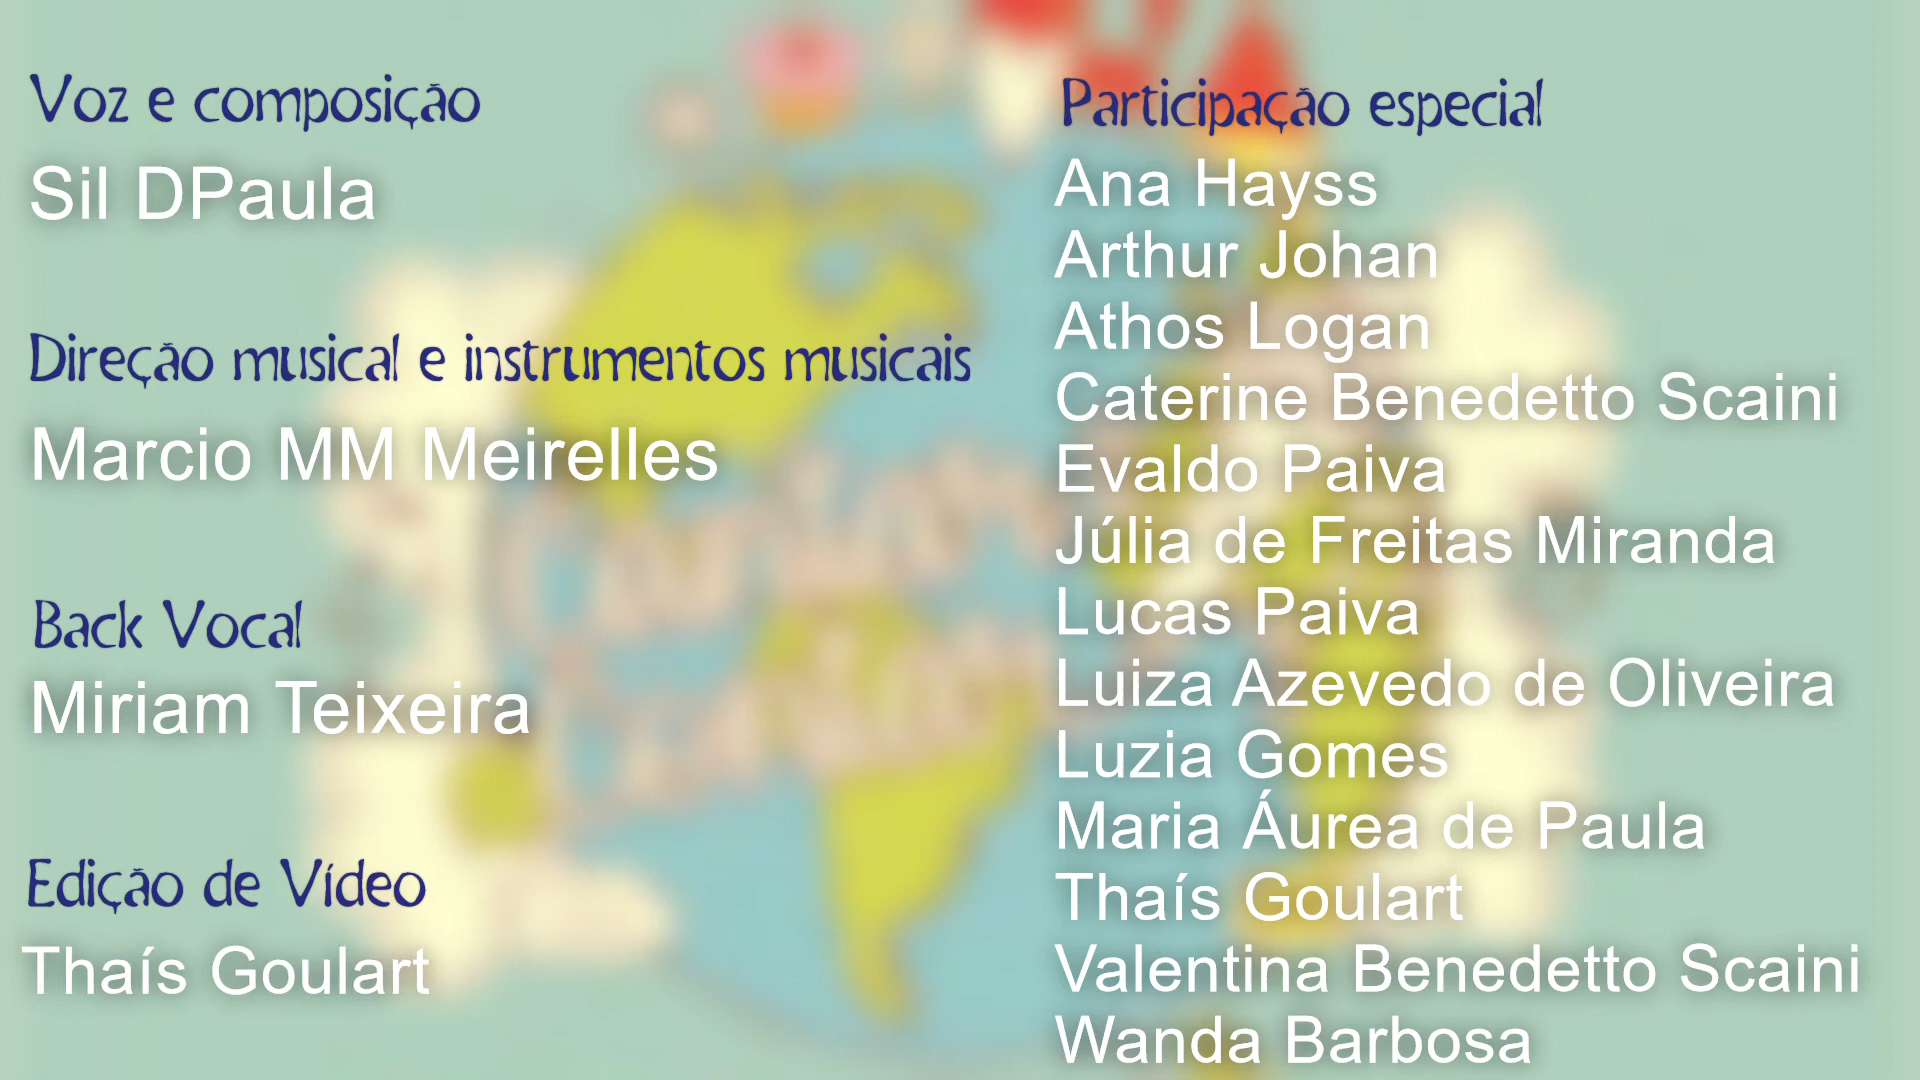 Voz e composição
Sil DPaula
Direção musical e instrumentos musicais
Marcio MM Meirelles
Back Vocal
Miriam Teixeira
Edição de Vídeo
Thaís Goulart
Participação especial
Ana Hayss
Arthur Johan
Athos Logan
Caterine Benedetto Scaini
Evaldo Paiva
Júlia de Freitas Miranda
Lucas Paiva
Luiza Azevedo de Oliveira
Luzia Gomes
Maria Áurea de Paula
Thaís Goulart
Valentina Benedetto Scaini
Wanda Barbosa